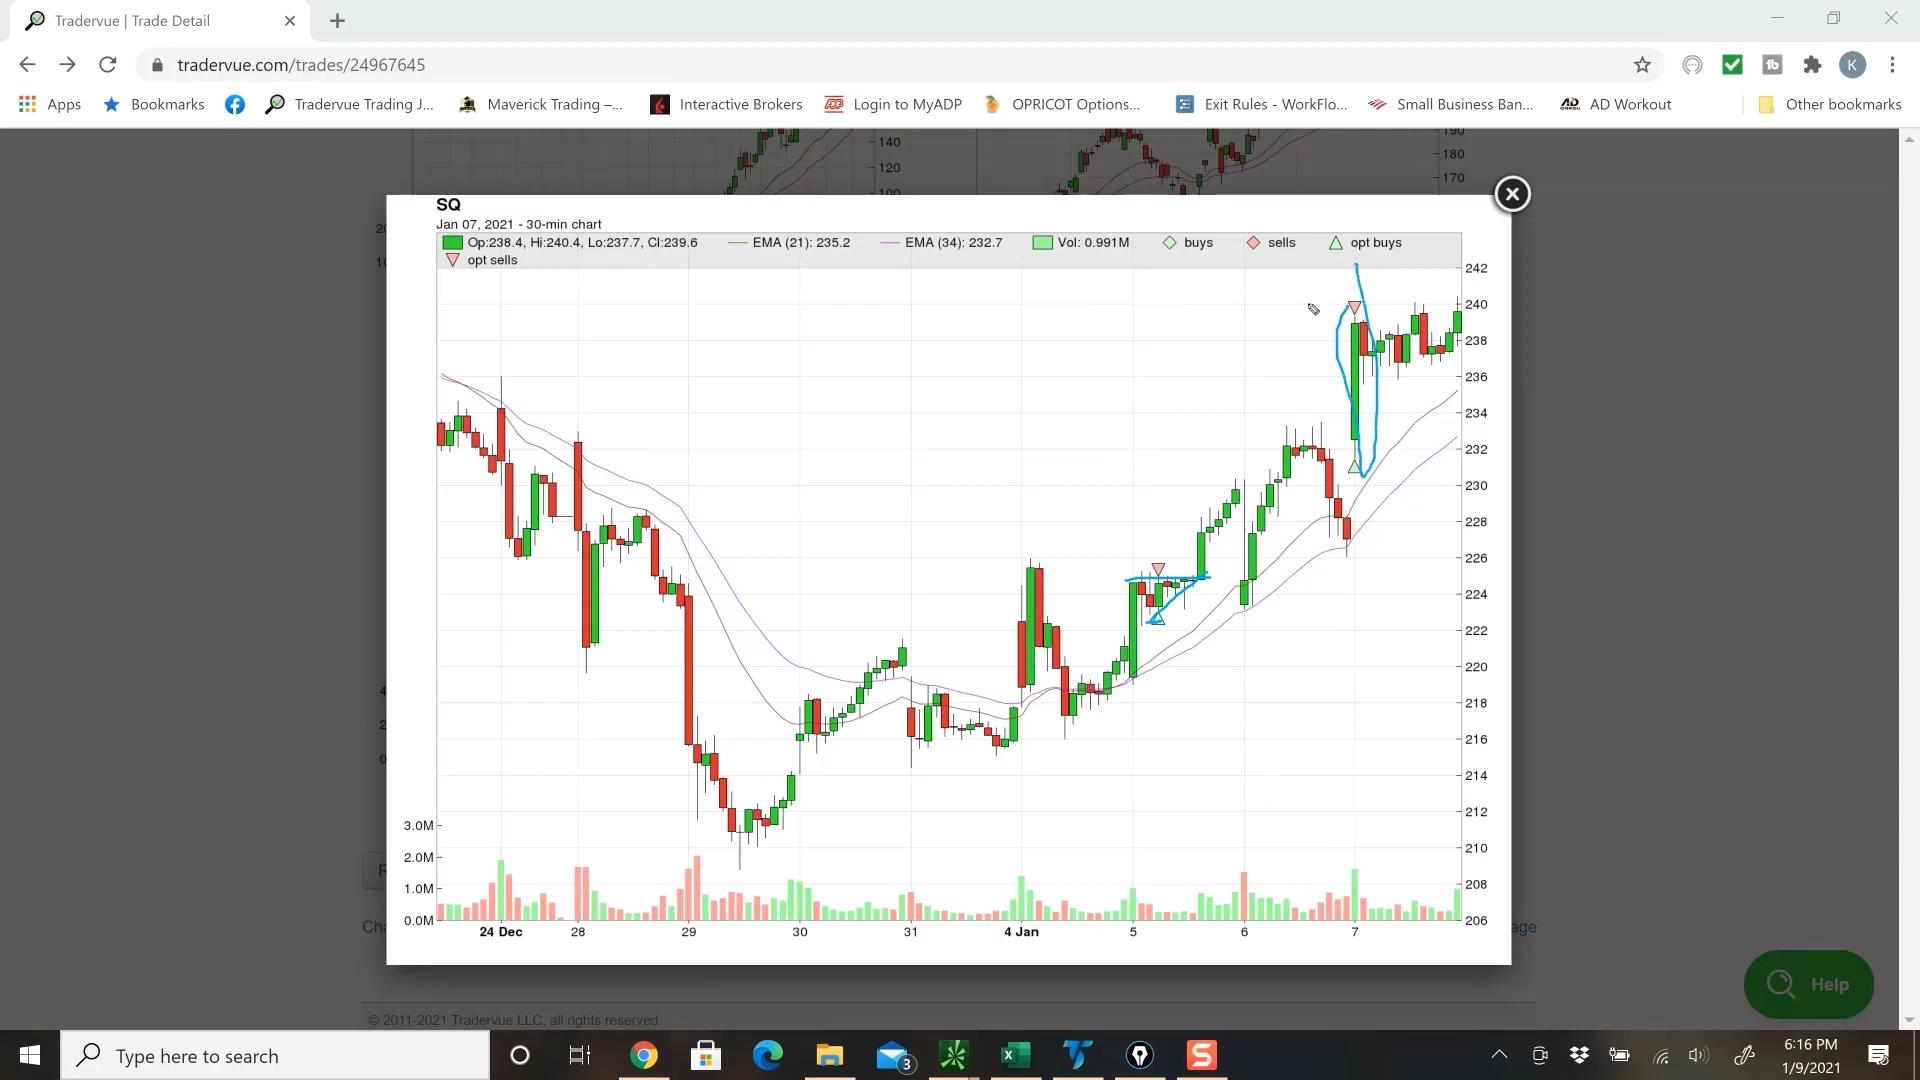 Tradervue | Trade Detail
tradervue.com/trades/24967645
K
Apps Bookmarks Tradervue Trading J... Maverick Trading –... Interactive Brokers Login to MyADP OPRICOT Options... Exit Rules - WorkFlo... Small Business Ban... AD Workout Other bookmarks
140 190
120 180
100 170
SQ
Jan 07, 2021 - 30-min chart
Op:238.4, Hi:240.4, Lo:237.7, Cl:239.6 EMA (21): 235.2 EMA (34): 232.7 Vol: 0.991M buys sells opt buys
opt sells
242
240
238
236
234
232
230
228
226
224
222
220
218
216
214
212
210
208
206
3.0M
2.0M
1.0M
0.0M
24 Dec 28 29 30 31 4 Jan 5 6 7
Help
© 2011-2021 Tradervue LLC, all rights reserved.
Type here to search
3
6:16 PM
1/9/2021